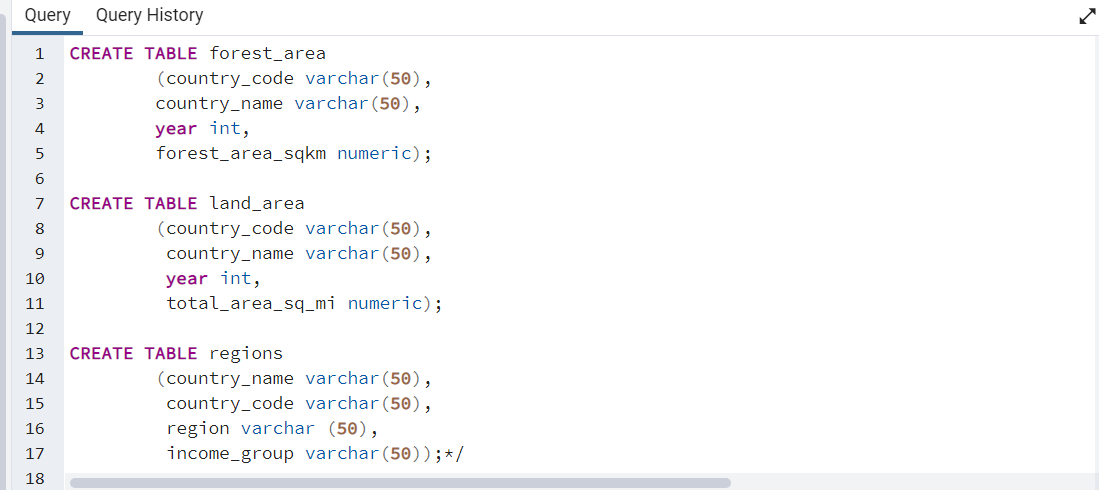 Query Query History
1 CREATE TABLE forest_area
2 (country_code varchar(50),
3 country_name varchar(50),
4 year int,
5 forest_area_sqkm numeric);
6
7 CREATE TABLE land_area
8 (country_code varchar(50),
9 country_name varchar(50),
10 year int,
11 total_area_sq_mi numeric);
12
13 CREATE TABLE regions
14 (country_name varchar(50),
15 country_code varchar(50),
16 region varchar (50),
17 income_group varchar(50));*/
18